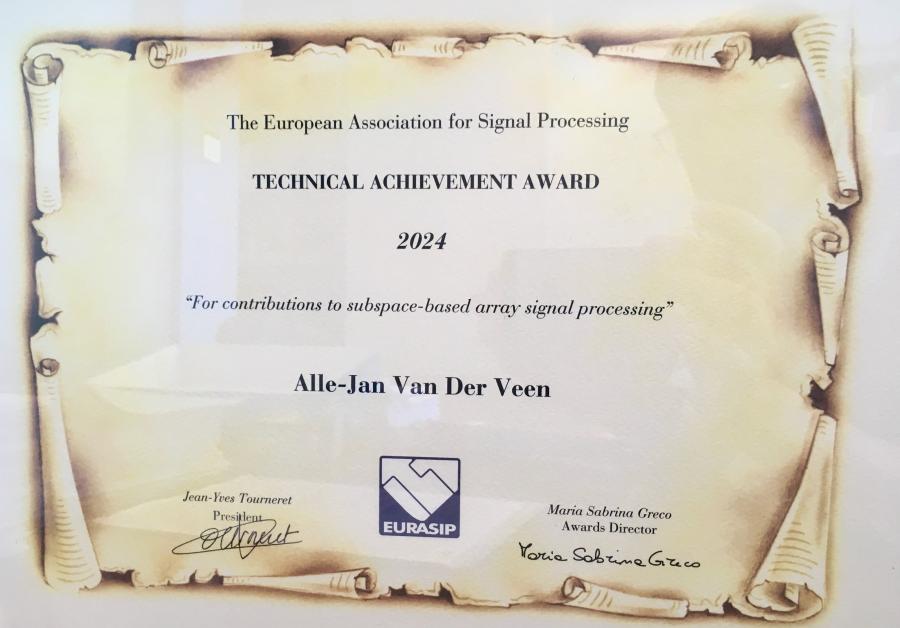 The European Association for Signal Processing
TECHNICAL ACHIEVEMENT AWARD
2024
“For contributions to subspace-based array signal processing”
Alle-Jan Van Der Veen
Jean-Yves Tourneret
President
EURASIP
Maria Sabrina Greco
Awards Director
Maria Sabrina Greco